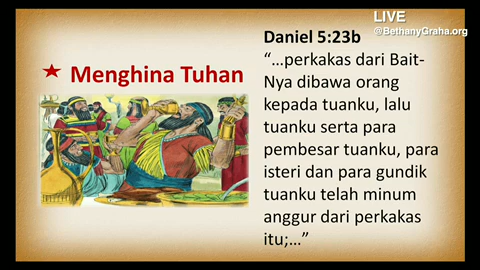 LIVE
@BethanyGraha.org
Daniel 5:23b
★ Menghina Tuhan
“...perkakas dari Bait-
Nya dibawa orang
kepada tuanku, lalu
tuanku serta para
pembesar tuanku, para
isteri dan para gundik
tuanku telah minum
anggur dari perkakas
itu;...”